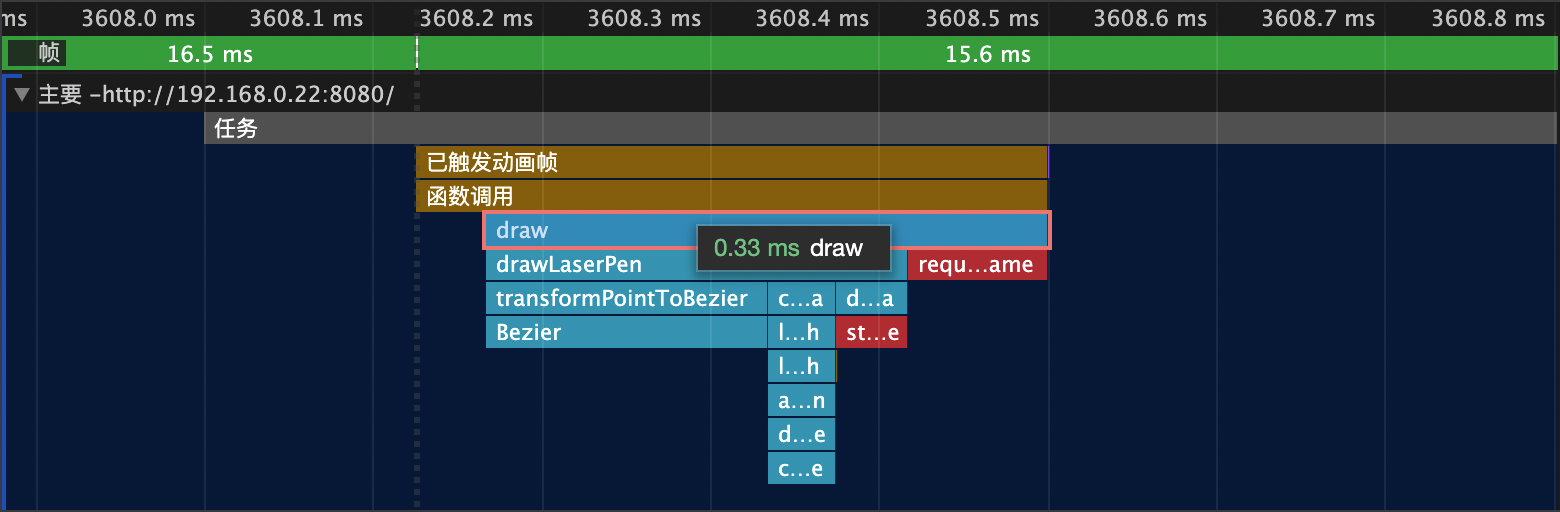 ms 3608.0 ms 3608.1 ms 3608.2 ms 3608.3 ms 3608.4 ms 3608.5 ms 3608.6 ms 3608.7 ms 3608.8 ms
帧 16.5 ms 15.6 ms
▼ 主要 –http://192.168.0.22:8080/
任务
已触发动画帧
函数调用
draw
0.33 ms draw
drawLaserPen requ…ame
transformPointToBezier c…a d…a
Bezier l…h st…e
l…h
a…n
d…e
c…e